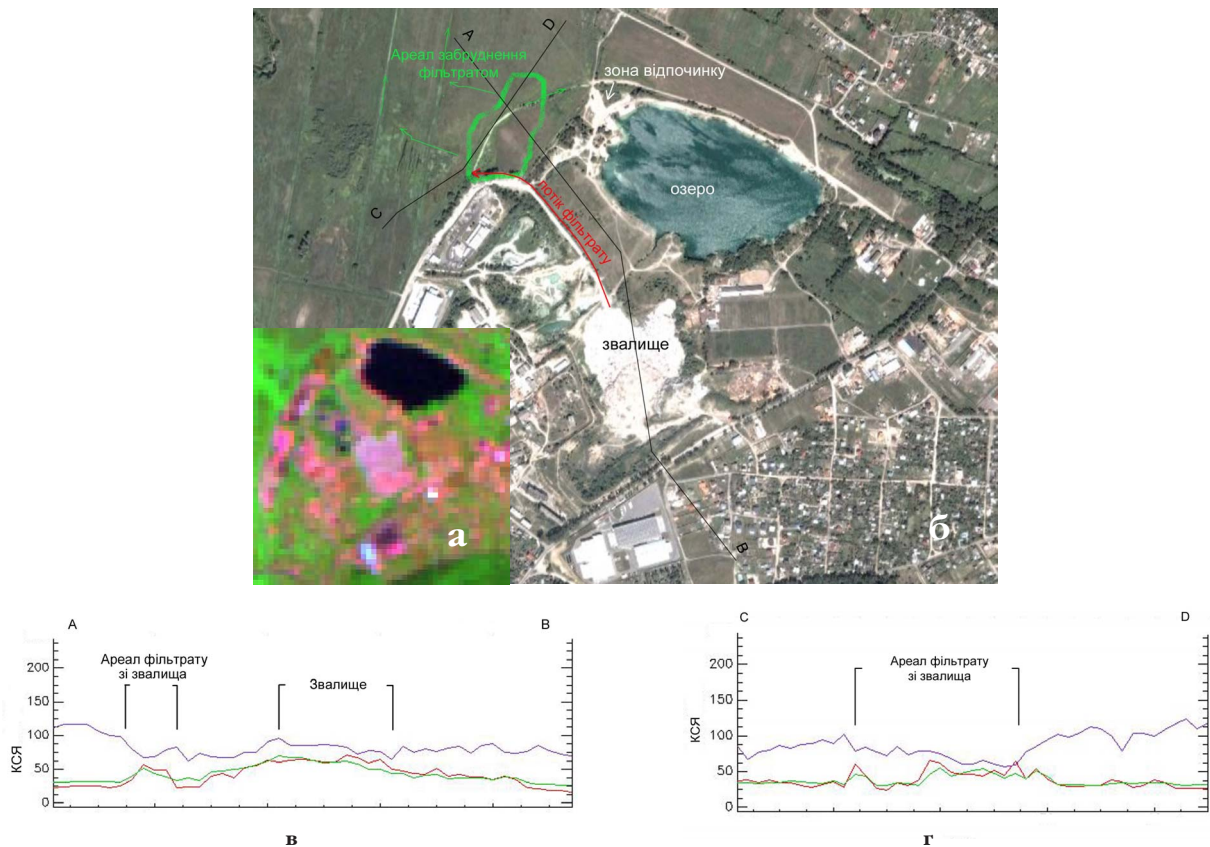 A
D
Ареал забруднення
фільтратом
зона відпочинку
озеро
C
потік фільтрату
звалище
а
б
B
A
B
Ареал фільтрату
зі звалища
Звалище
200
150
100
50
0
КСЯ
в
C
D
Ареал фільтрату
зі звалища
200
150
100
50
0
КСЯ
г